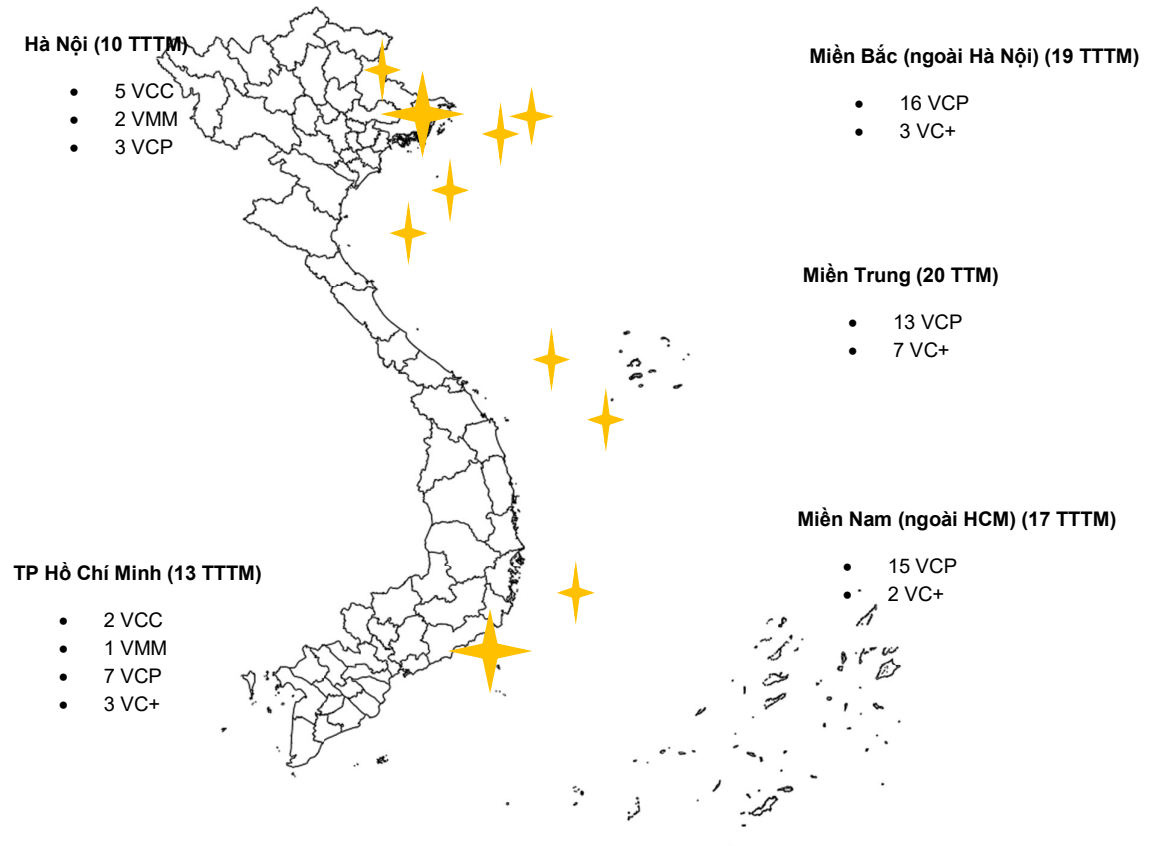 Hà Nội (10 TTTM)
• 5 VCC
• 2 VMM
• 3 VCP
Miền Bắc (ngoài Hà Nội) (19 TTTM)
• 16 VCP
• 3 VC+
Miền Trung (20 TTM)
• 13 VCP
• 7 VC+
Miền Nam (ngoài HCM) (17 TTTM)
• 15 VCP
• 2 VC+
TP Hồ Chí Minh (13 TTTM)
• 2 VCC
• 1 VMM
• 7 VCP
• 3 VC+